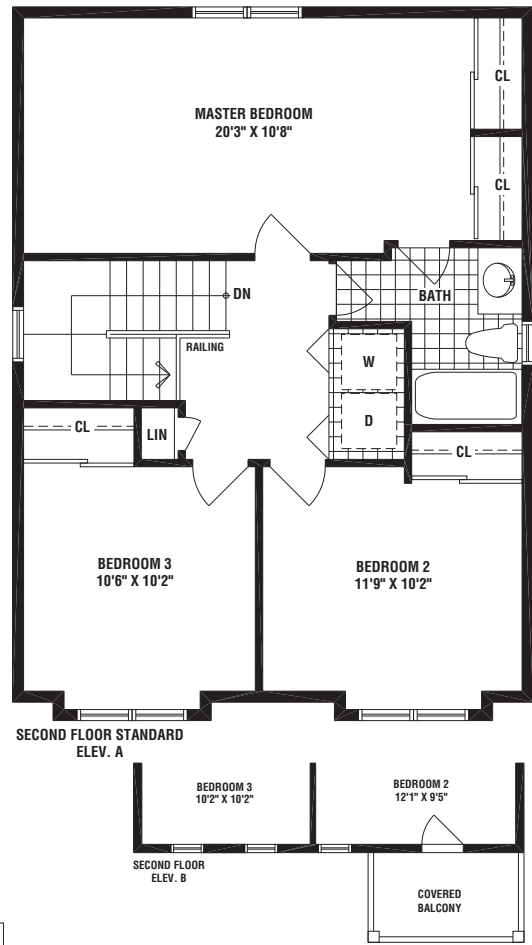 MASTER BEDROOM
20'3" X 10'8"
CL
CL
DN
BATH
RAILING
W
D
CL
LIN
CL
BEDROOM 3
10'6" X 10'2"
BEDROOM 2
11'9" X 10'2"
SECOND FLOOR STANDARD
ELEV. A
BEDROOM 3
10'2" X 10'2"
BEDROOM 2
12'1" X 9'5"
SECOND FLOOR
ELEV. B
COVERED
BALCONY